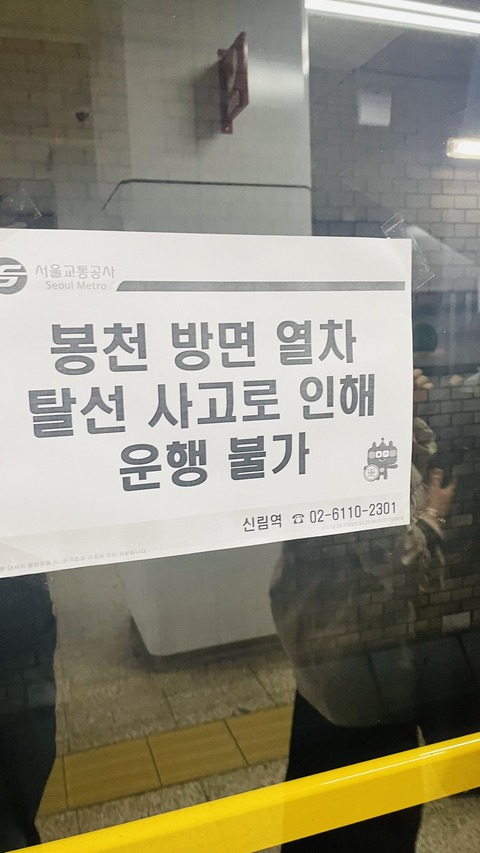 서울교통공사
Seoul Metro
봉천 방면 열차
탈선 사고로 인해
운행 불가
신림역 ☎ 02-6110-2301